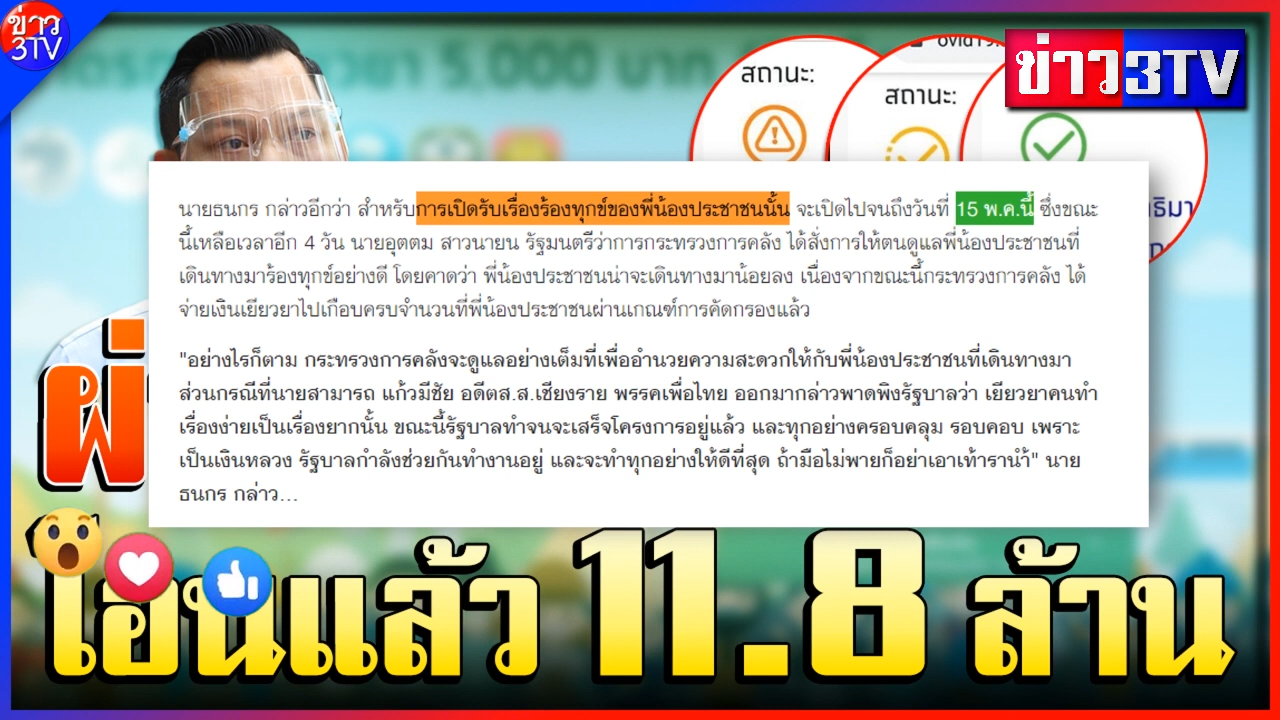 ข่าว
3TV
ข่าว3TV
5,000 บาท
สถานะ:
สถานะ:
นายธนกร กล่าวอีกว่า สำหรับการเปิดรับเรื่องร้องทุกข์ของพี่น้องประชาชนนั้น จะเปิดไปจนถึงวันที่ 15 พ.ค.นี้ ซึ่งขณะ
นี้เหลือเวลาอีก 4 วัน นายอุตตม สาวนายน รัฐมนตรีว่าการกระทรวงการคลัง ได้สั่งการให้ตนดูแลพี่น้องประชาชนที่
เดินทางมาร้องทุกข์อย่างดี โดยคาดว่า พี่น้องประชาชนน่าจะเดินทางมาน้อยลง เนื่องจากขณะนี้กระทรวงการคลัง ได้
จ่ายเงินเยียวยาไปเกือบครบจำนวนที่พี่น้องประชาชนผ่านเกณฑ์การคัดกรองแล้ว
"อย่างไรก็ตาม กระทรวงการคลังจะดูแลอย่างเต็มที่เพื่ออำนวยความสะดวกให้กับพี่น้องประชาชนที่เดินทางมา
ส่วนกรณีที่นายสามารถ แก้วมีชัย อดีตส.ส.เชียงราย พรรคเพื่อไทย ออกมากล่าวพาดพิงรัฐบาลว่า เยียวยาคนทำ
เรื่องง่ายเป็นเรื่องยากนั้น ขณะนี้รัฐบาลทำจนจะเสร็จโครงการอยู่แล้ว และทุกอย่างครอบคลุม รอบคอบ เพราะ
เป็นเงินหลวง รัฐบาลกำลังช่วยกันทำงานอยู่ และจะทำทุกอย่างให้ดีที่สุด ถ้ามือไม่พายก็อย่าเอาเท้าราน้ำ" นาย
ธนกร กล่าว...
โอนแล้ว 11.8 ล้าน